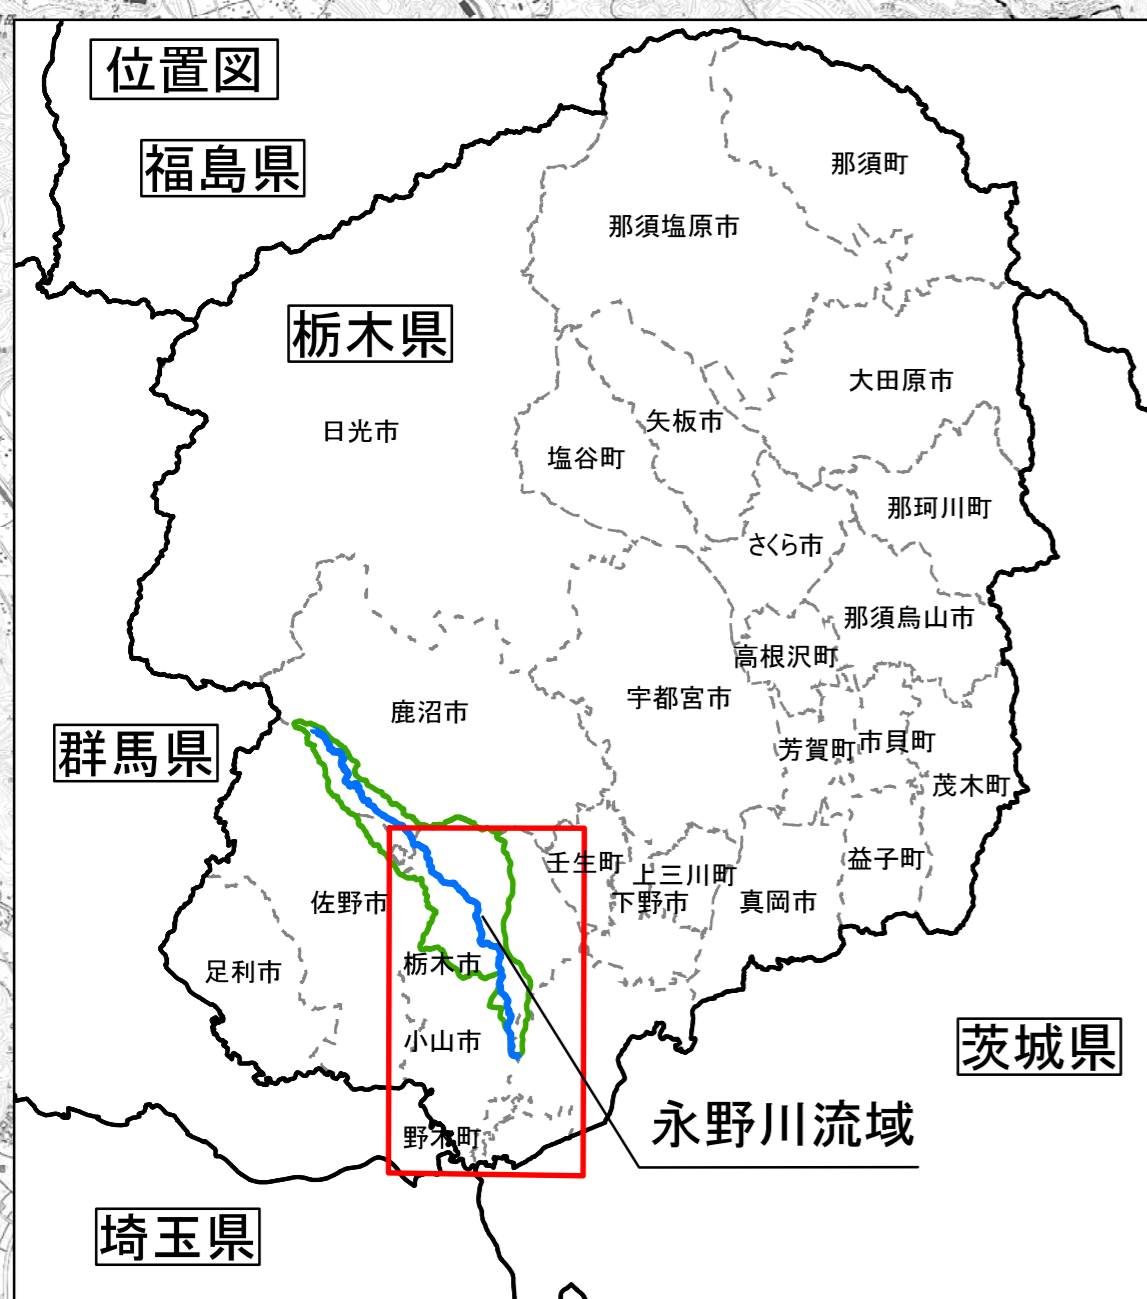 位置図
福島県
那須町
那須塩原市
栃木県
大田原市
矢板市
日光市
塩谷町
那珂川町
さくら市
那須烏山市
高根沢町
宇都宮市
鹿沼市
群馬県
芳賀町
市貝町
茂木町
壬生町
益子町
上三川町
佐野市
下野市
真岡市
栃木市
足利市
小山市
茨城県
永野川流域
野木町
埼玉県